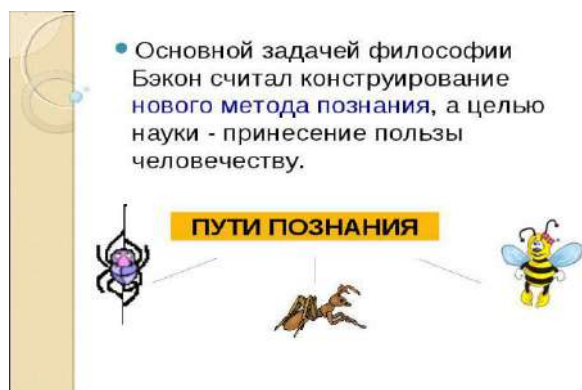 Основной задачей философии
Бэкон считал конструирование
нового метода познания, а целью
науки - принесение пользы
человечеству.
ПУТИ ПОЗНАНИЯ